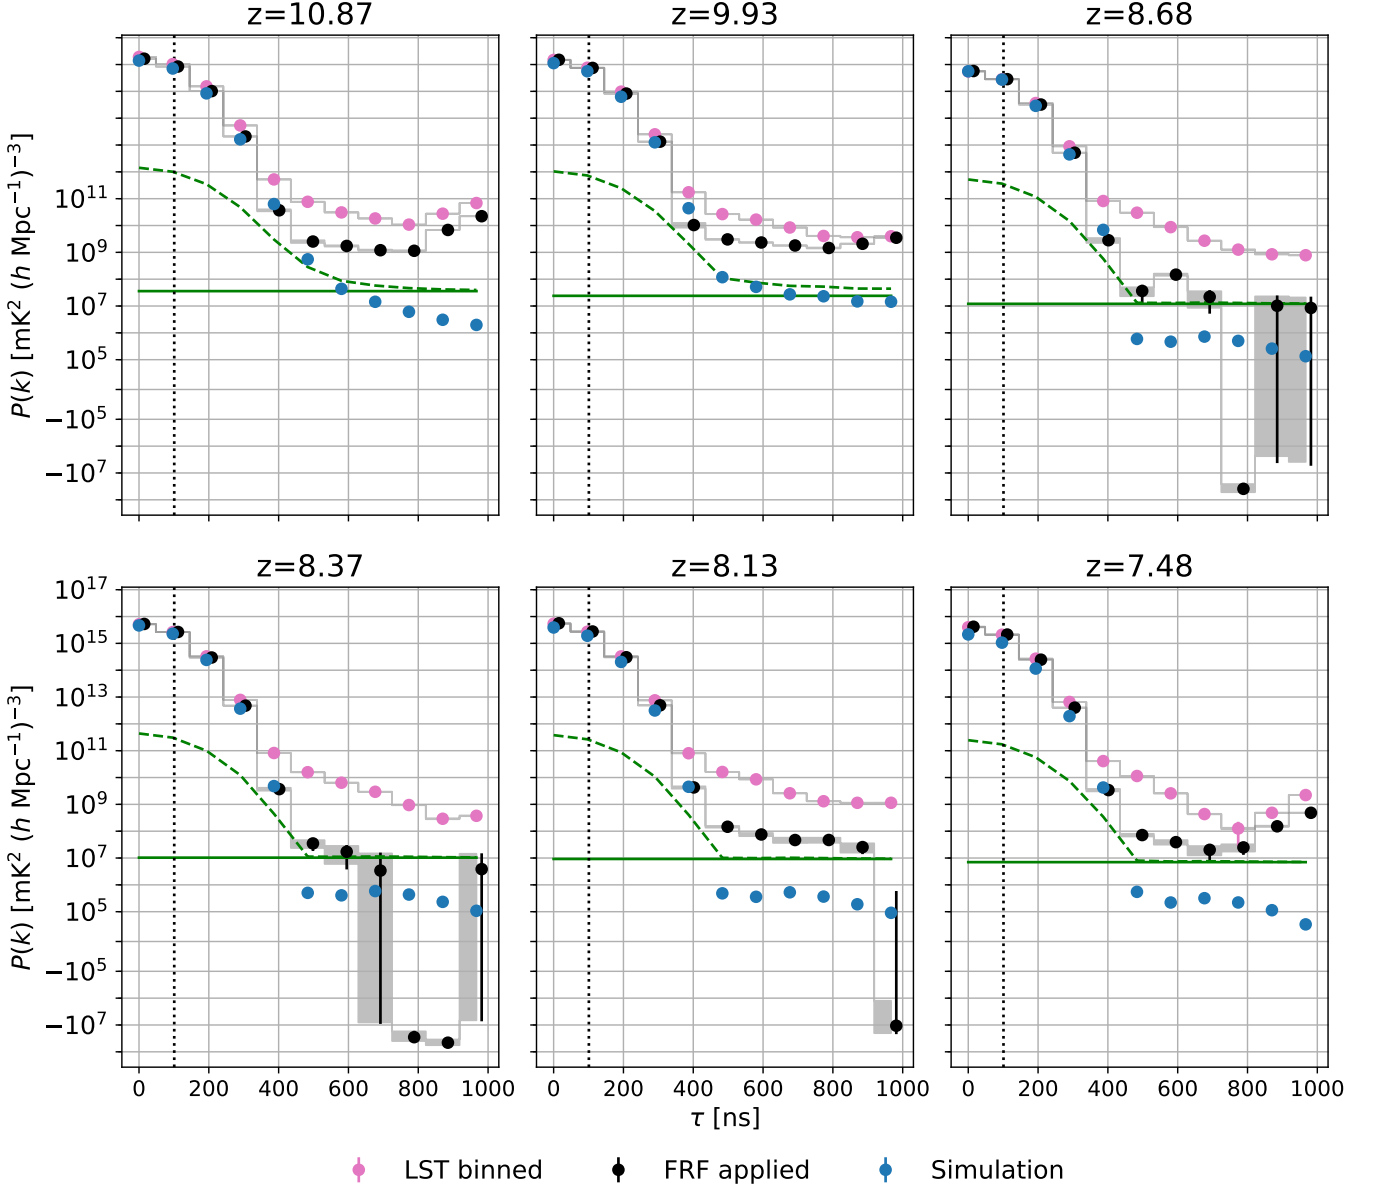 z=10.87 z=9.93 z=8.68
P(k) [mK² (h Mpc⁻¹)⁻³]
10¹¹
10⁹
10⁷
10⁵
−10⁵
−10⁷
z=8.37 z=8.13 z=7.48
P(k) [mK² (h Mpc⁻¹)⁻³]
10¹⁷
10¹⁵
10¹³
10¹¹
10⁹
10⁷
10⁵
−10⁵
−10⁷
0 200 400 600 800 1000 0 200 400 600 800 1000 0 200 400 600 800 1000
τ [ns]
LST binned FRF applied Simulation